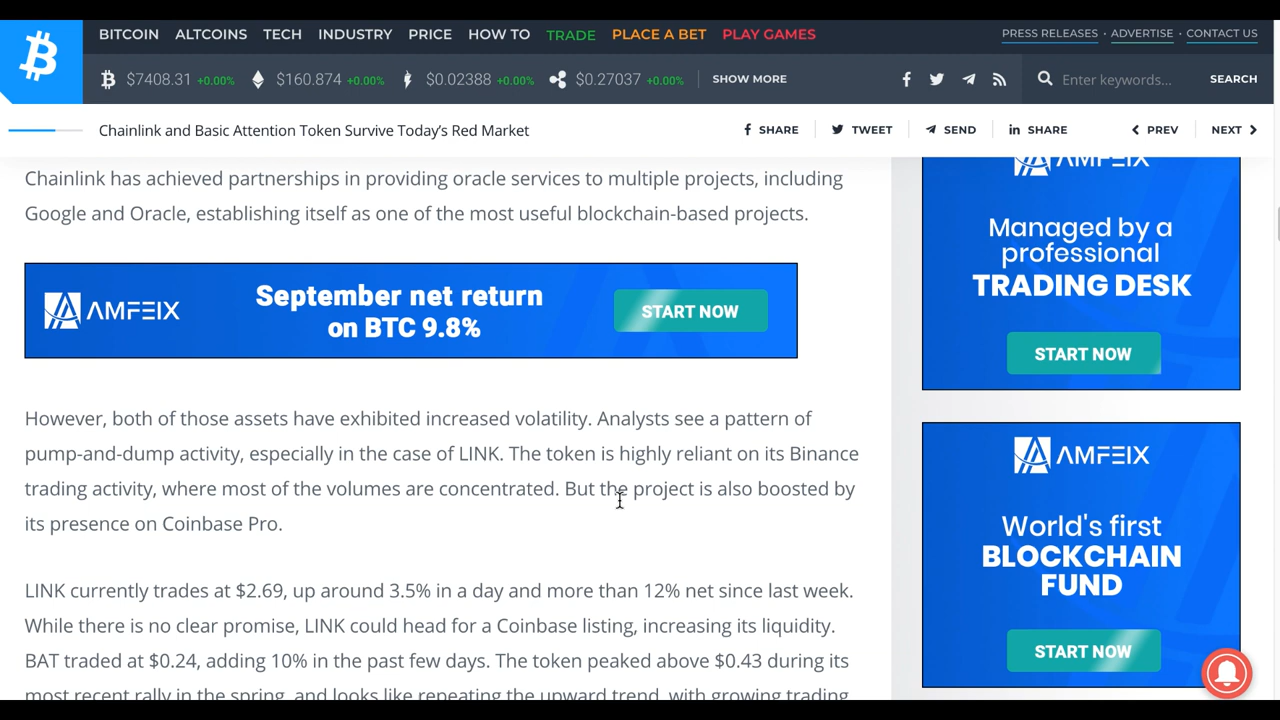 BITCOIN ALTCOINS TECH INDUSTRY PRICE HOW TO TRADE PLACE A BET PLAY GAMES PRESS RELEASES · ADVERTISE · CONTACT US
$7408.31 +0.00% $160.874 +0.00% $0.02388 +0.00% $0.27037 +0.00% SHOW MORE Enter keywords... SEARCH
Chainlink and Basic Attention Token Survive Today's Red Market SHARE TWEET SEND SHARE PREV NEXT
Chainlink has achieved partnerships in providing oracle services to multiple projects, including
Google and Oracle, establishing itself as one of the most useful blockchain-based projects.
AMFEIX
September net return
on BTC 9.8%
START NOW
However, both of those assets have exhibited increased volatility. Analysts see a pattern of
pump-and-dump activity, especially in the case of LINK. The token is highly reliant on its Binance
trading activity, where most of the volumes are concentrated. But the project is also boosted by
its presence on Coinbase Pro.
LINK currently trades at $2.69, up around 3.5% in a day and more than 12% net since last week.
While there is no clear promise, LINK could head for a Coinbase listing, increasing its liquidity.
BAT traded at $0.24, adding 10% in the past few days. The token peaked above $0.43 during its
most recent rally in the spring, and looks like repeating the upward trend, with growing trading
AMFEIX
Managed by a
professional
TRADING DESK
START NOW
AMFEIX
World's first
BLOCKCHAIN
FUND
START NOW